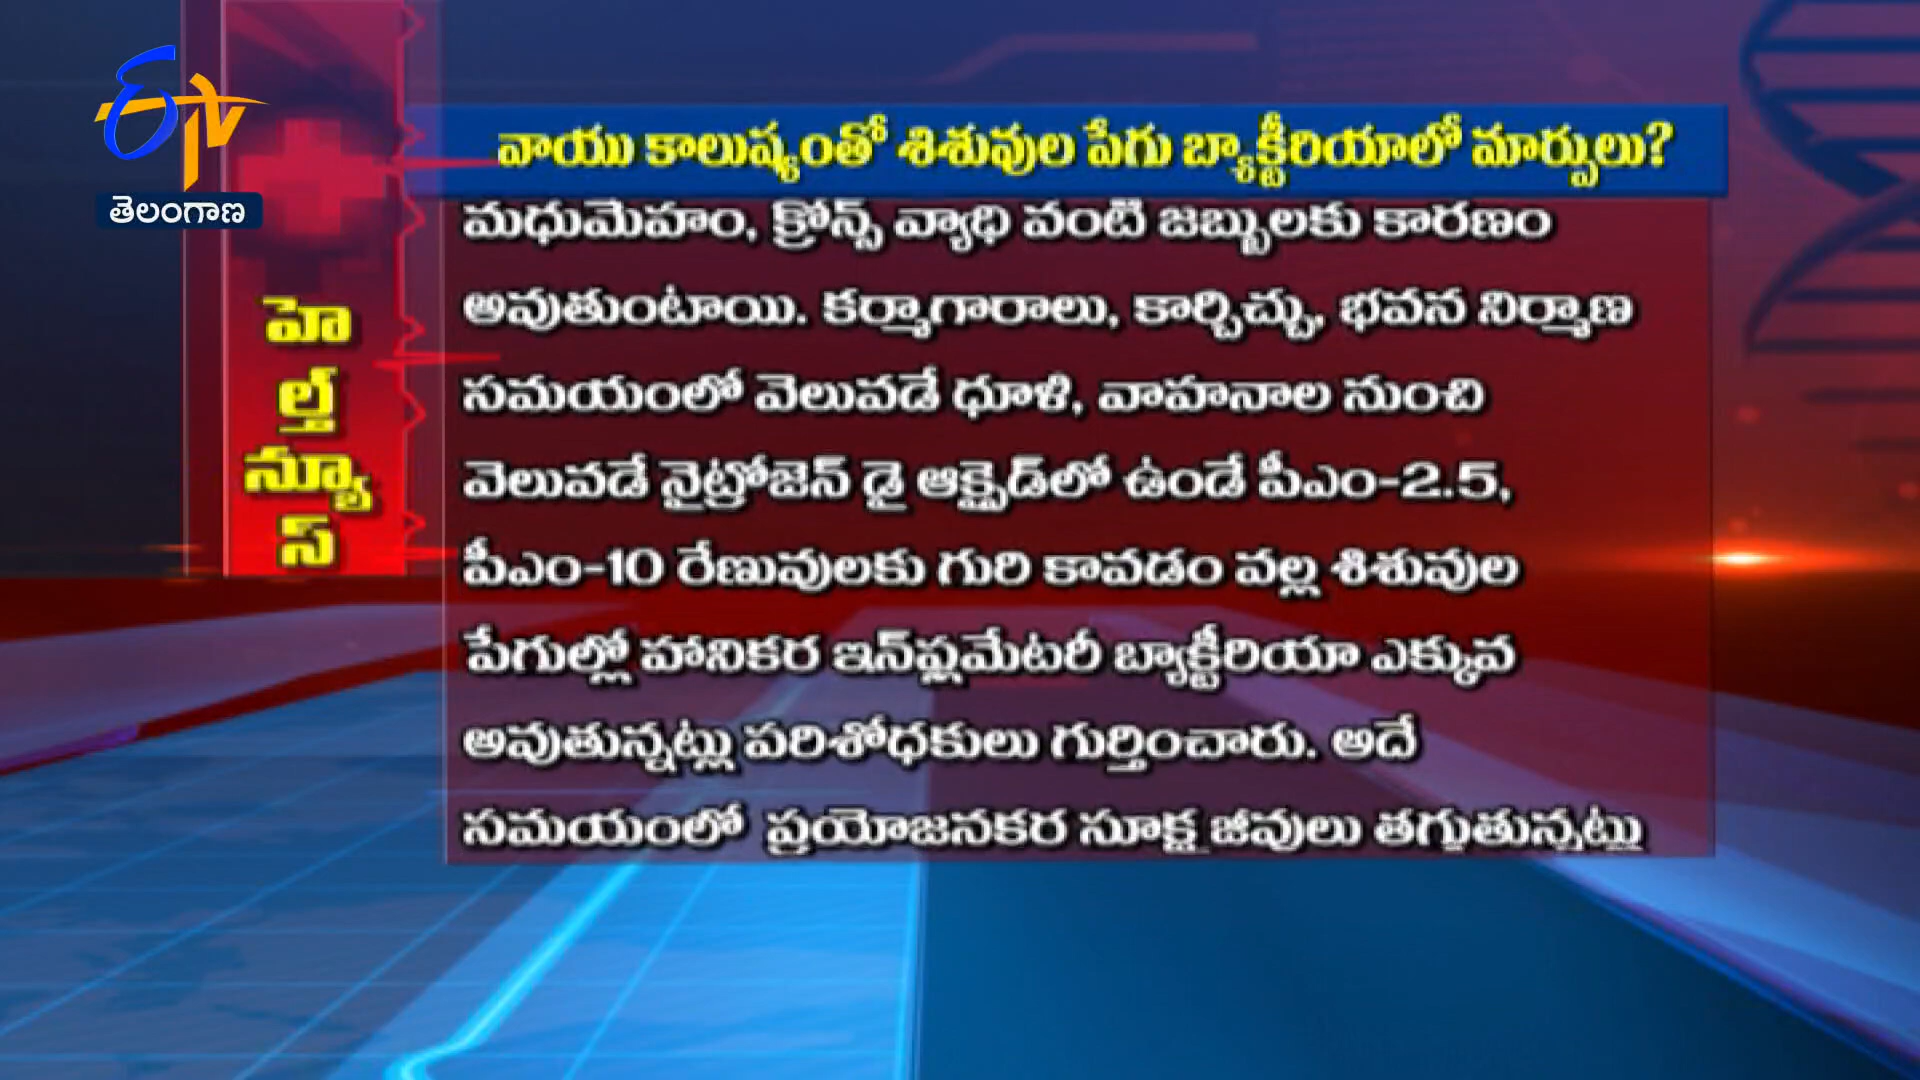 ETV
తెలంగాణ
హెల్త్ న్యూస్
వాయు కాలుష్యంతో శిశువుల పేగు బ్యాక్టీరియాలో మార్పులు?
మధుమేహం, క్రోన్స్ వ్యాధి వంటి జబ్బులకు కారణం
అవుతుంటాయి. కర్మాగారాలు, కార్చిచ్చు, భవన నిర్మాణ
సమయంలో వెలువడే ధూళి, వాహనాల నుంచి
వెలువడే నైట్రోజెన్ డై ఆక్సైడ్‌లో ఉండే పీఎం-2.5,
పీఎం-10 రేణువులకు గురి కావడం వల్ల శిశువుల
పేగుల్లో హానికర ఇన్‌ఫ్లమేటరీ బ్యాక్టీరియా ఎక్కువ
అవుతున్నట్లు పరిశోధకులు గుర్తించారు. అదే
సమయంలో ప్రయోజనకర సూక్ష్మజీవులు తగ్గుతున్నట్లు